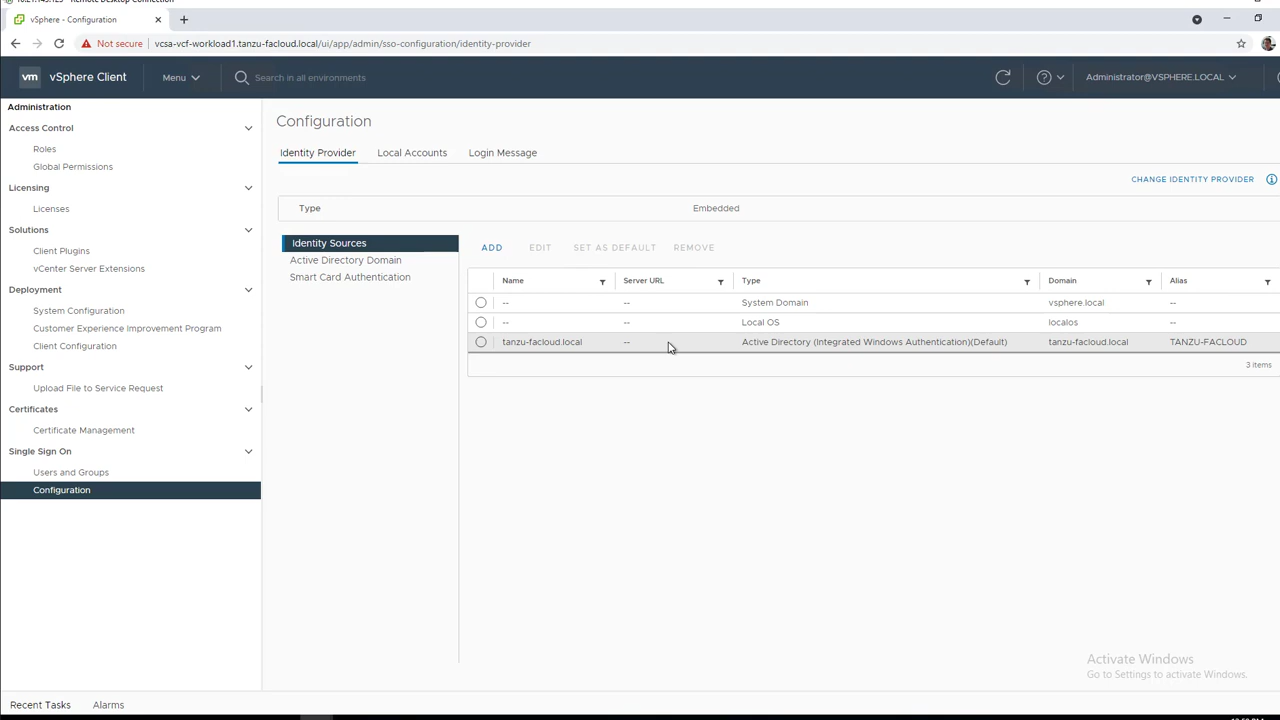 Remote Desktop Connection
vSphere - Configuration
Not secure vcsa-vcf-workload1.tanzu-facloud.local/ui/app/admin/sso-configuration/identity-provider
vm vSphere Client Menu Search in all environments Administrator@VSPHERE.LOCAL
Administration
Access Control
Roles
Global Permissions
Licensing
Licenses
Solutions
Client Plugins
vCenter Server Extensions
Deployment
System Configuration
Customer Experience Improvement Program
Client Configuration
Support
Upload File to Service Request
Certificates
Certificate Management
Single Sign On
Users and Groups
Configuration
Configuration
Identity Provider Local Accounts Login Message
CHANGE IDENTITY PROVIDER
Type Embedded
Identity Sources
Active Directory Domain
Smart Card Authentication
ADD EDIT SET AS DEFAULT REMOVE
Name Server URL Type Domain Alias
-- -- System Domain vsphere.local --
-- -- Local OS localos --
tanzu-facloud.local -- Active Directory (Integrated Windows Authentication)(Default) tanzu-facloud.local TANZU-FACLOUD
3 items
Activate Windows
Go to Settings to activate Windows.
Recent Tasks Alarms